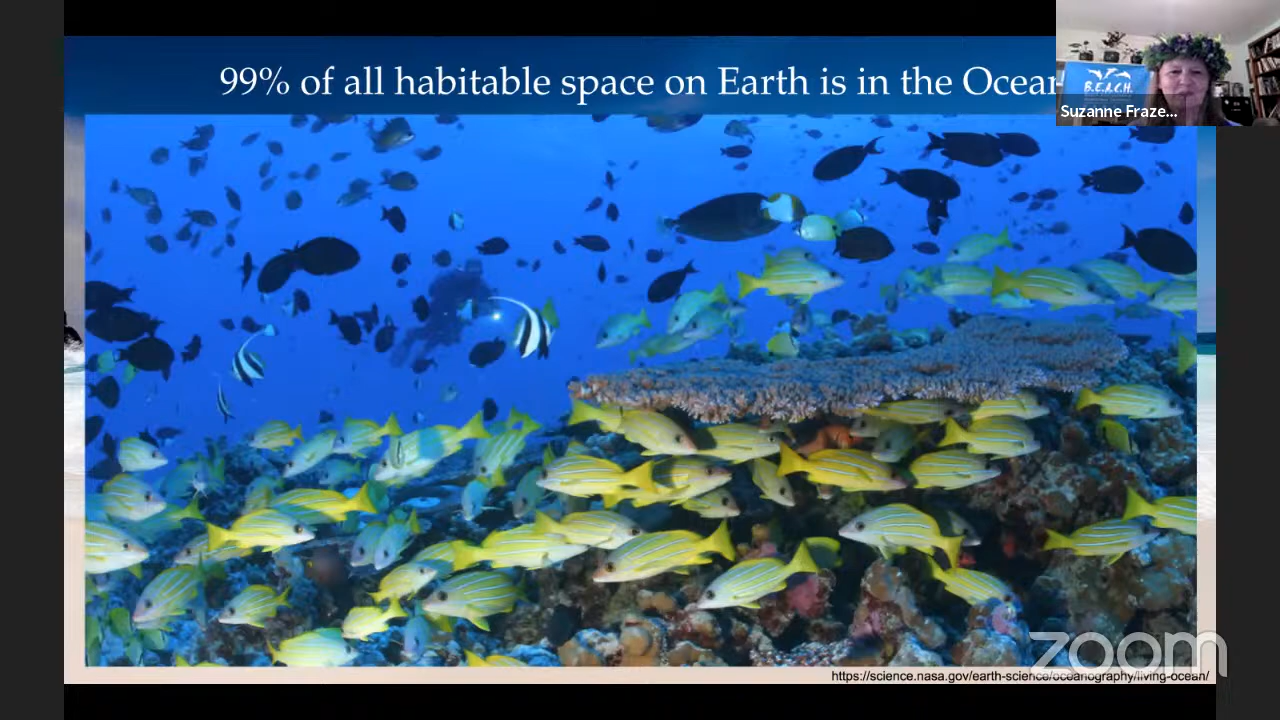 99% of all habitable space on Earth is in the Ocean
B.E.A.C.H.
Suzanne Fraze...
zoom
https://science.nasa.gov/earth-science/oceanography/living-ocean/